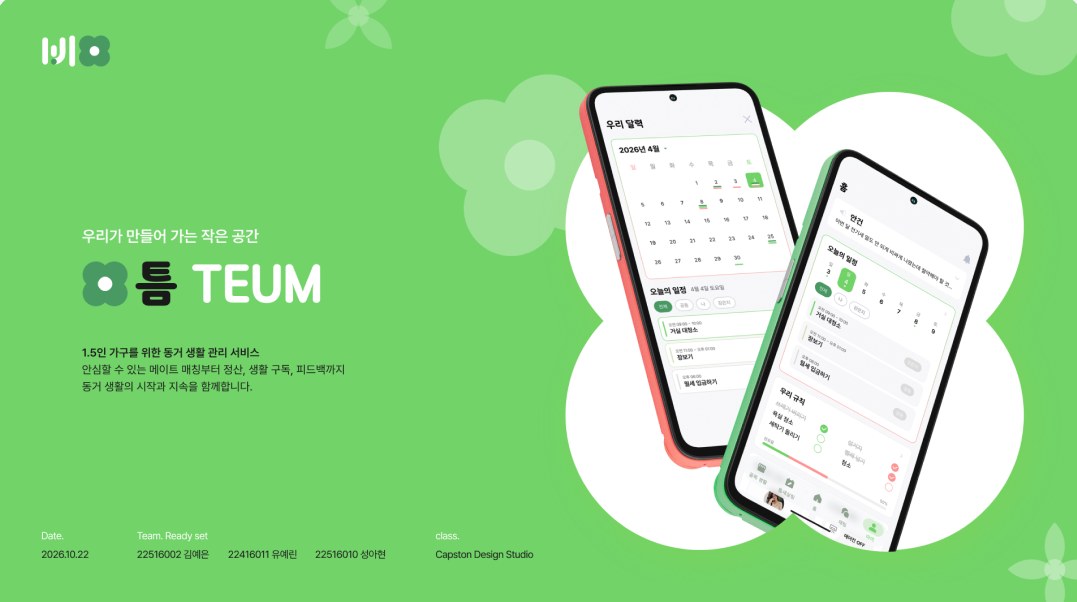 우리가 만들어 가는 작은 공간
틈 TEUM
1.5인 가구를 위한 동거 생활 관리 서비스
안심할 수 있는 메이트 매칭부터 정산, 생활 구독, 피드백까지
동거 생활의 시작과 지속을 함께합니다.
Date.
2026.10.22
Team. Ready set
22516002 김예은 22416011 유예린 22516010 성아현
class.
Capston Design Studio
우리 달력
2026년 4월
일 월 화 수 목 금 토
1 2 3 4
5 6 7 8 9 10 11
12 13 14 15 16 17 18
19 20 21 22 23 24 25
26 27 28 29 30
오늘의 일정 4월 4일 토요일
거실 대청소
장보기
월세 입금하기
홈
안건
오늘의 일정
3 4 5 6 7 8 9
거실 대청소
장보기
월세 입금하기
우리 규칙
욕실 청소
세탁기 돌리기
청소